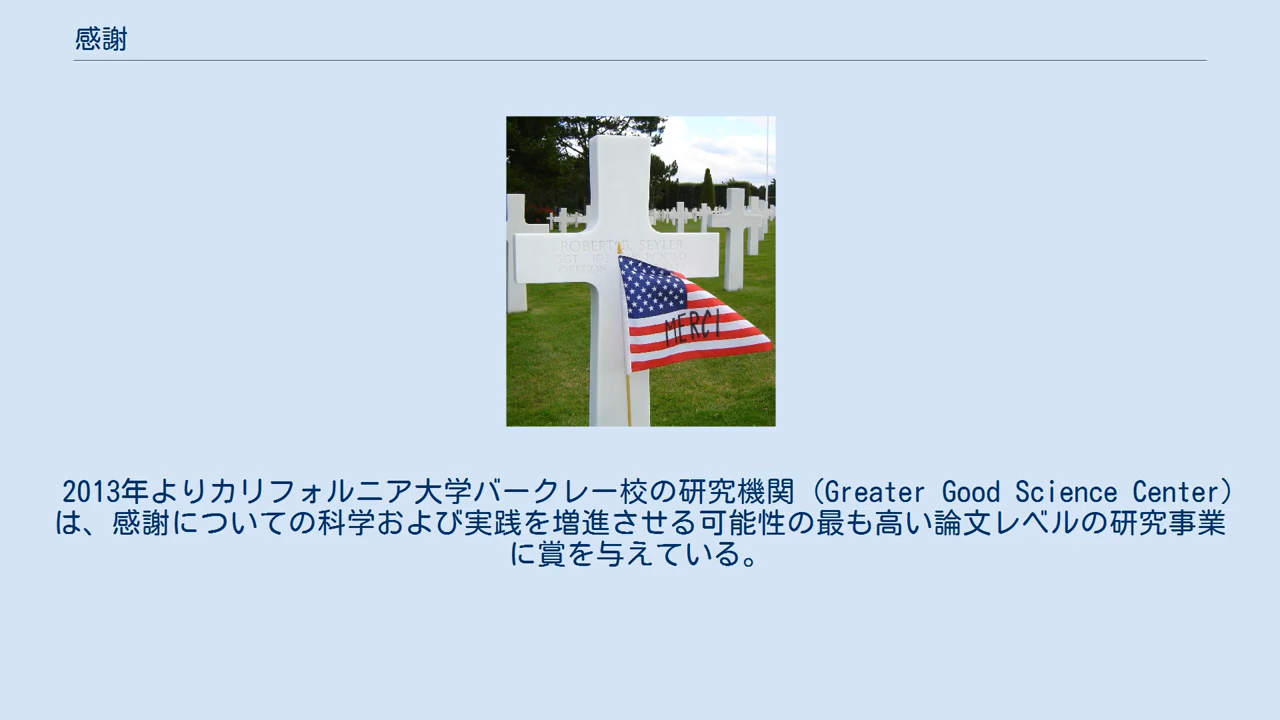 感謝
ROBERT B. SEYLER
OREGON
MERCI
2013年よりカリフォルニア大学バークレー校の研究機関（Greater Good Science Center）
は、感謝についての科学および実践を増進させる可能性の最も高い論文レベルの研究事業
に賞を与えている。